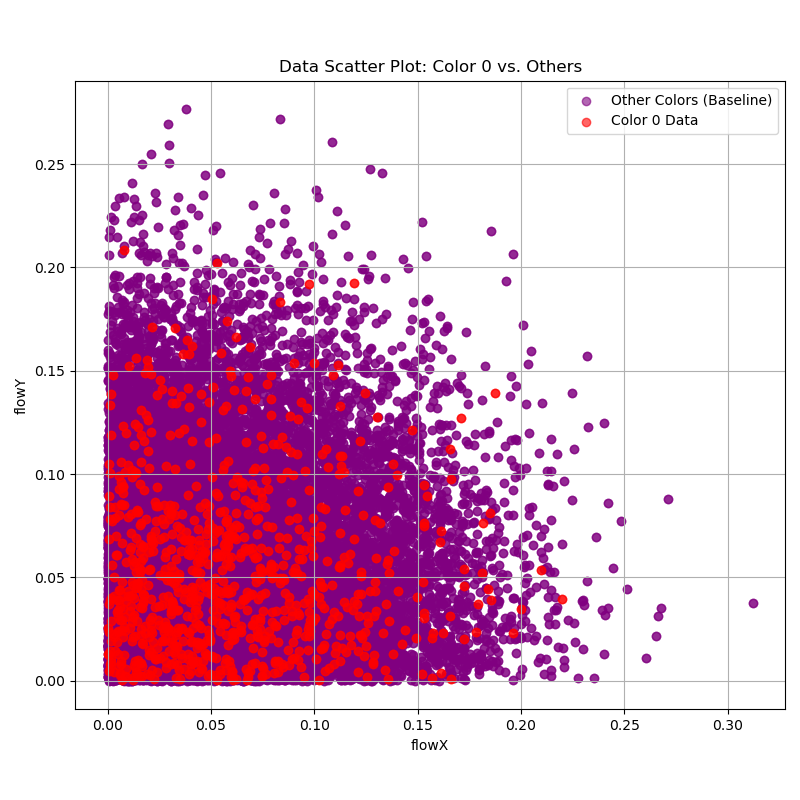 Data Scatter Plot: Color 0 vs. Others
Other Colors (Baseline)
Color 0 Data
flowY
0.25
0.20
0.15
0.10
0.05
0.00
0.00 0.05 0.10 0.15 0.20 0.25 0.30
flowX